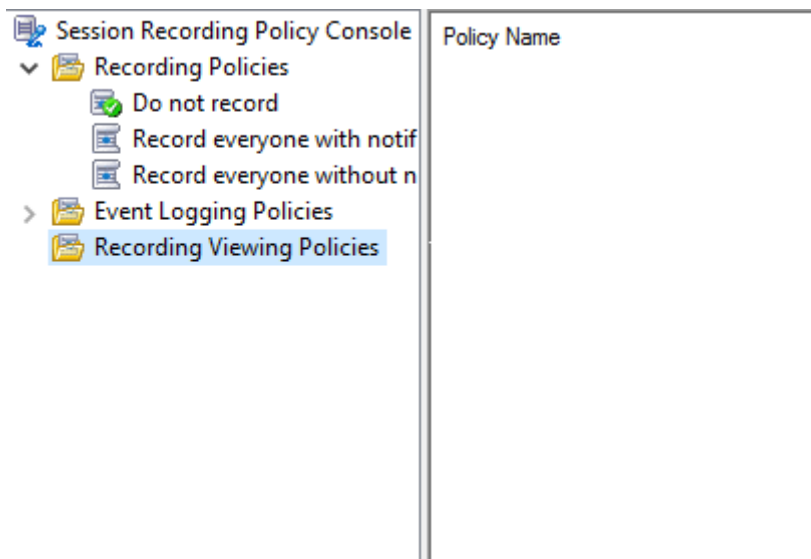 Session Recording Policy Console
Policy Name
Recording Policies
Do not record
Record everyone with notif
Record everyone without n
Event Logging Policies
Recording Viewing Policies